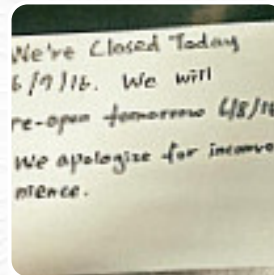 We're Closed Today
6/7/16. We will
re-open tomorrow 6/8/16
We apologize for inconve
nience.